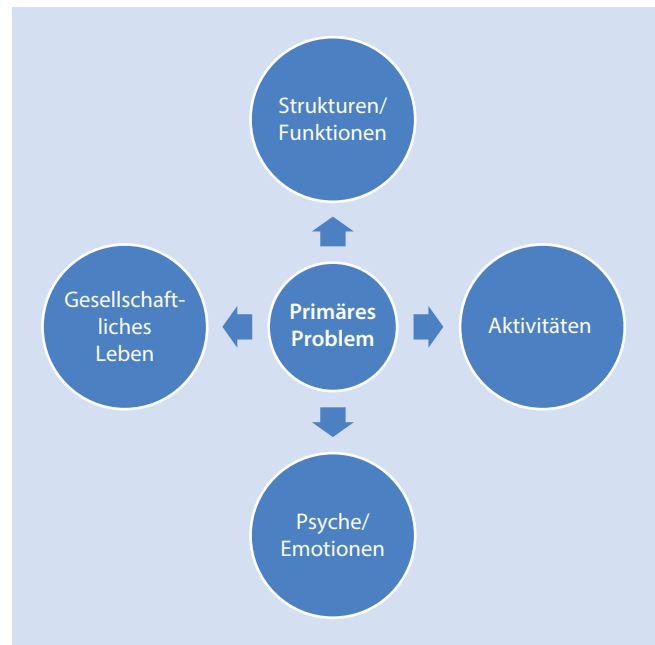 Strukturen/
Funktionen
Gesellschaft-
liches
Leben
Primäres
Problem
Aktivitäten
Psyche/
Emotionen